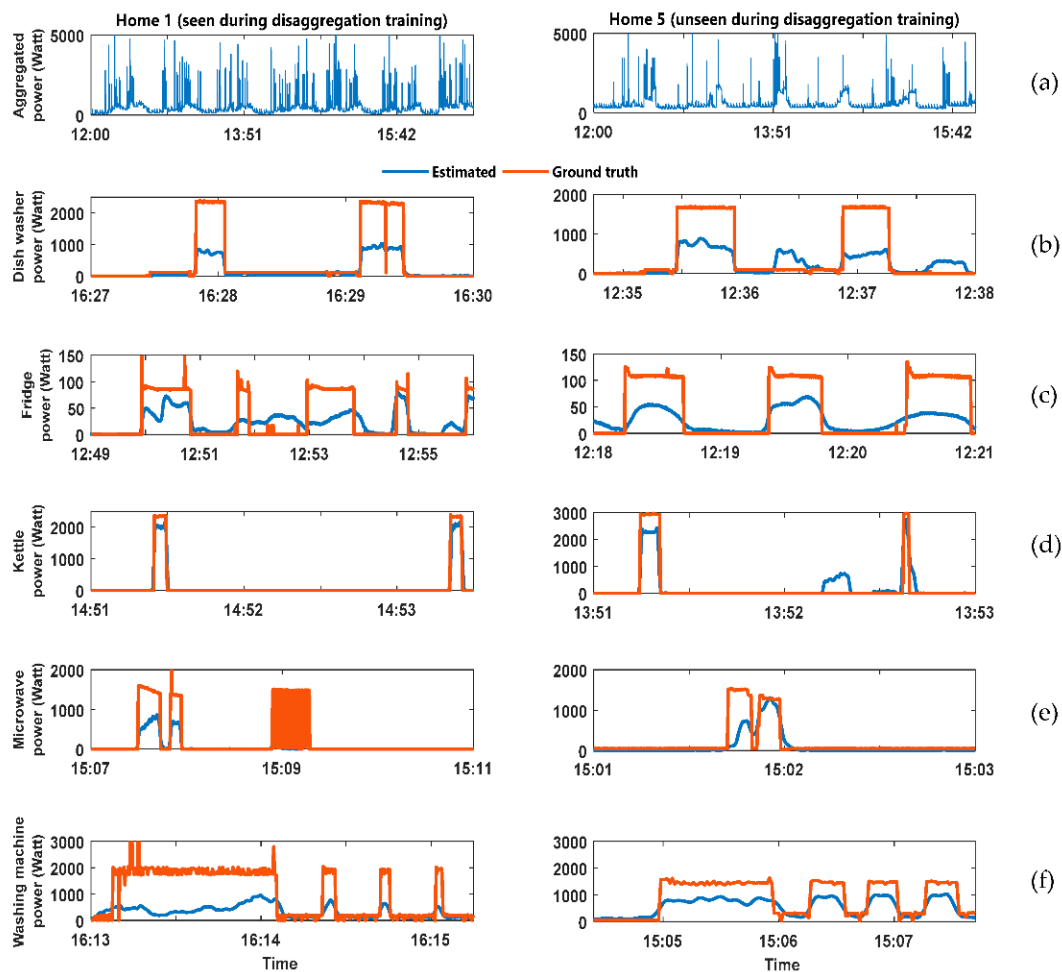 Home 1 (seen during disaggregation training)
Home 5 (unseen during disaggregation training)
Aggregated
power (Watt)
5000
0
12:00 13:51 15:42
5000
0
12:00 13:51 15:42
(a)
Estimated Ground truth
Dish washer
power (Watt)
2000
1000
0
16:27 16:28 16:29 16:30
2000
1000
0
12:35 12:36 12:37 12:38
(b)
Fridge
power (Watt)
150
100
50
0
12:49 12:51 12:53 12:55
150
100
50
0
12:18 12:19 12:20 12:21
(c)
Kettle
power (Watt)
2000
1000
0
14:51 14:52 14:53
3000
2000
1000
0
13:51 13:52 13:53
(d)
Microwave
power (Watt)
2000
1000
0
15:07 15:09 15:11
2000
1000
0
15:01 15:02 15:03
(e)
Washing machine
power (Watt)
3000
2000
1000
0
16:13 16:14 16:15
Time
3000
2000
1000
0
15:05 15:06 15:07
Time
(f)